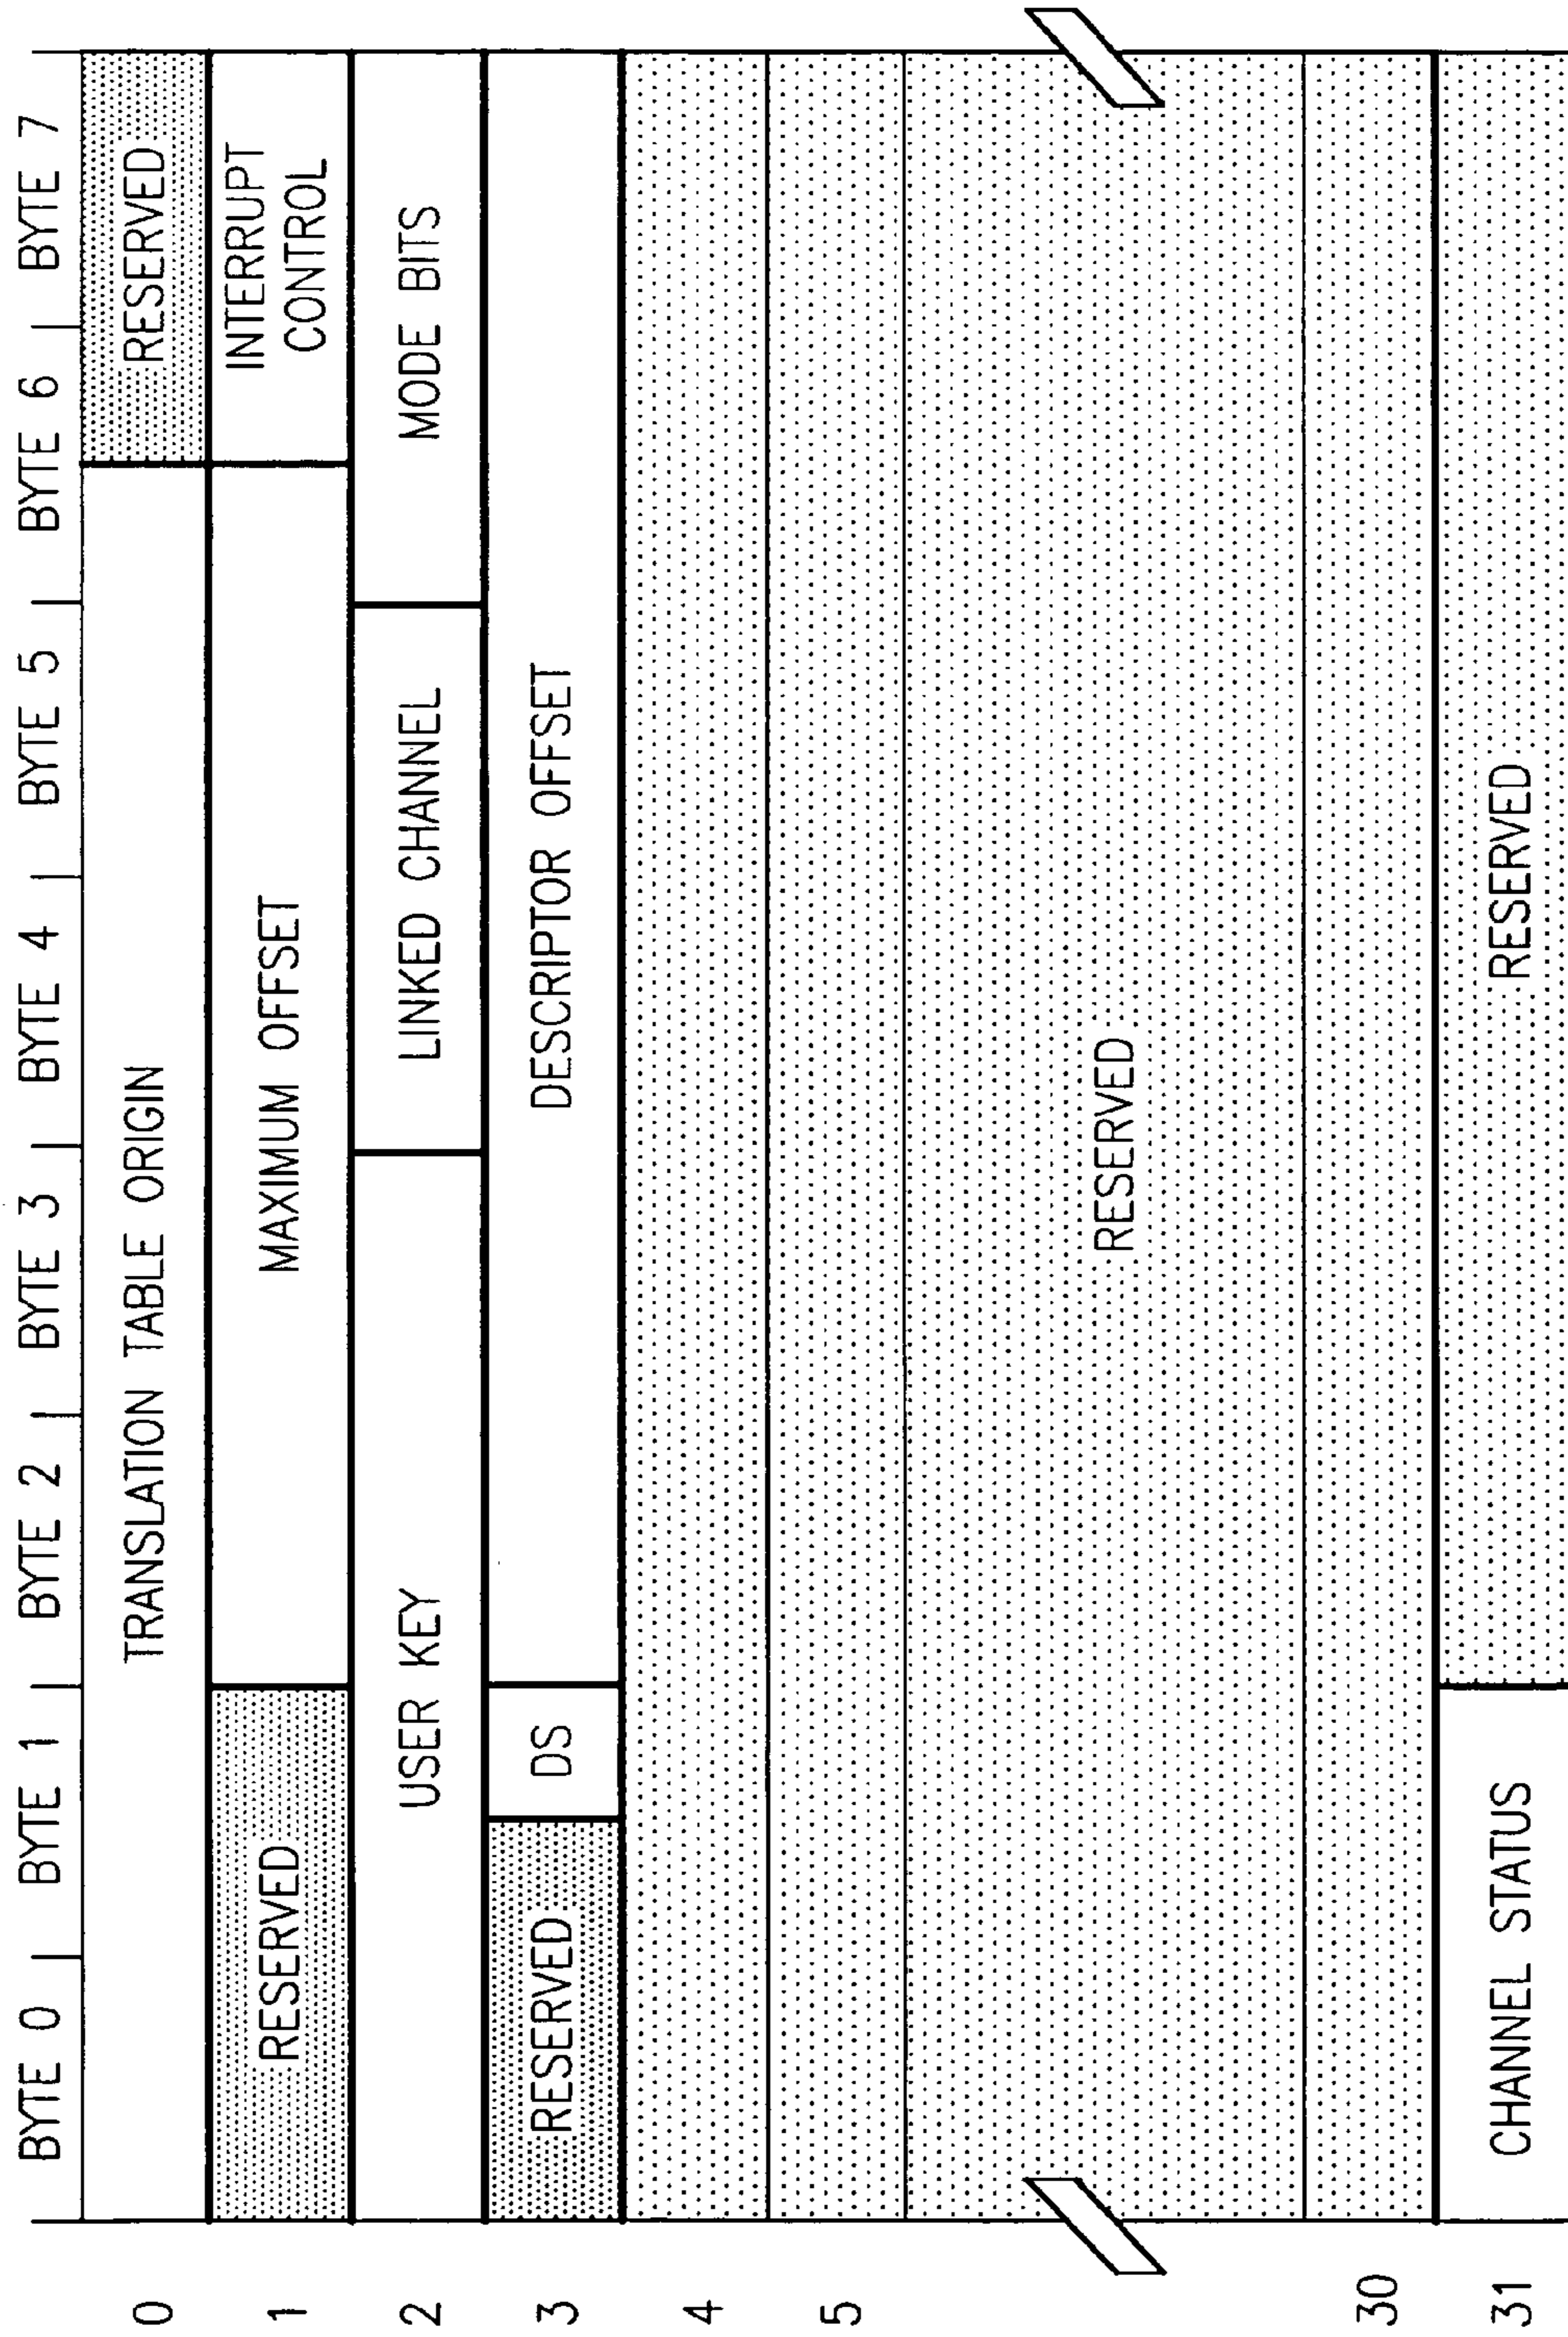 BYTE 0 BYTE 1 BYTE 2 BYTE 3 BYTE 4 BYTE 5 BYTE 6 BYTE 7
0 TRANSLATION TABLE ORIGIN RESERVED
1 RESERVED MAXIMUM OFFSET INTERRUPT CONTROL
2 USER KEY LINKED CHANNEL MODE BITS
3 RESERVED DS DESCRIPTOR OFFSET
4
5
RESERVED
30
31 CHANNEL STATUS RESERVED